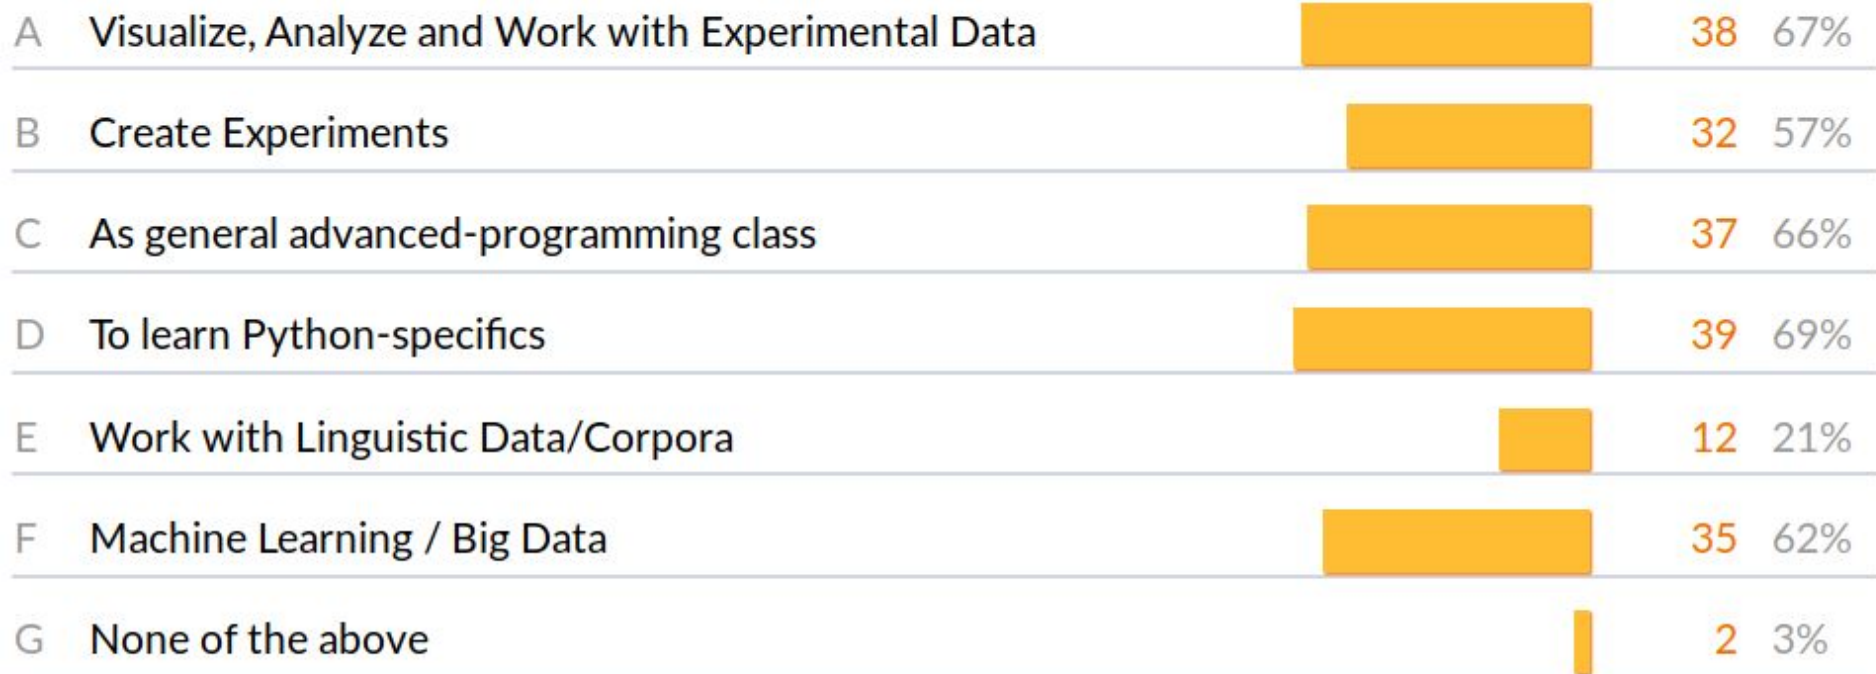 A Visualize, Analyze and Work with Experimental Data 38 67%
B Create Experiments 32 57%
C As general advanced-programming class 37 66%
D To learn Python-specifics 39 69%
E Work with Linguistic Data/Corpora 12 21%
F Machine Learning / Big Data 35 62%
G None of the above 2 3%